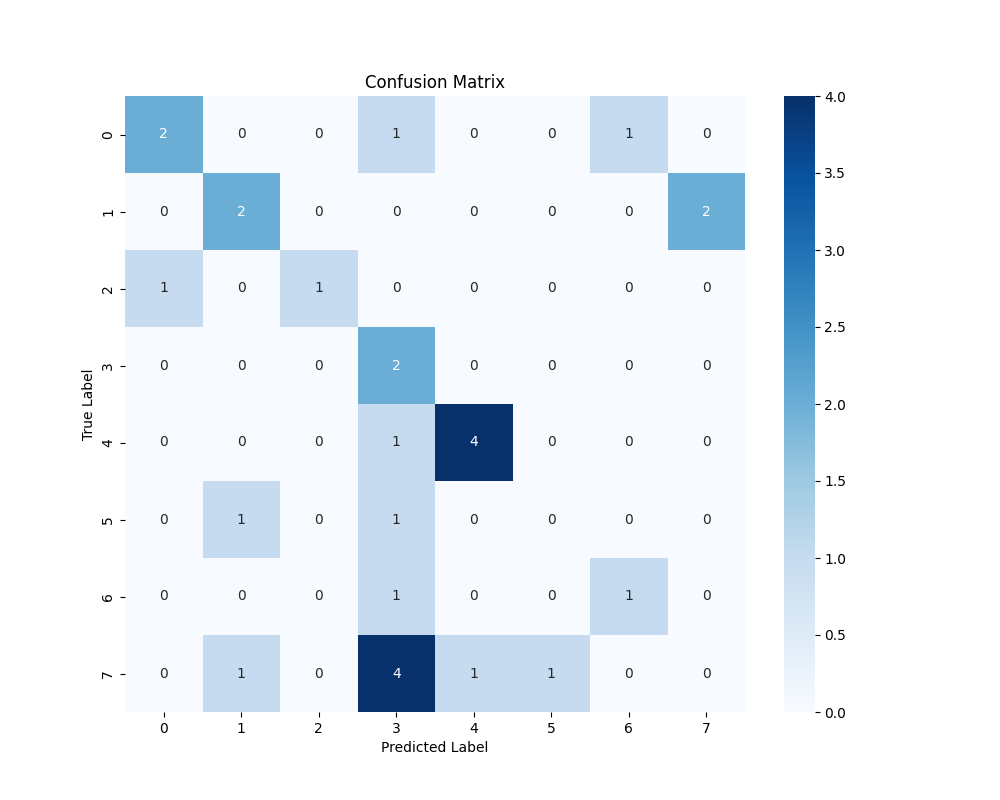 Confusion Matrix
0 2 0 0 1 0 0 1 0
1 0 2 0 0 0 0 0 2
2 1 0 1 0 0 0 0 0
3 0 0 0 2 0 0 0 0
4 0 0 0 1 4 0 0 0
5 0 1 0 1 0 0 0 0
6 0 0 0 1 0 0 1 0
7 0 1 0 4 1 1 0 0
0 1 2 3 4 5 6 7
Predicted Label
True Label
4.0
3.5
3.0
2.5
2.0
1.5
1.0
0.5
0.0